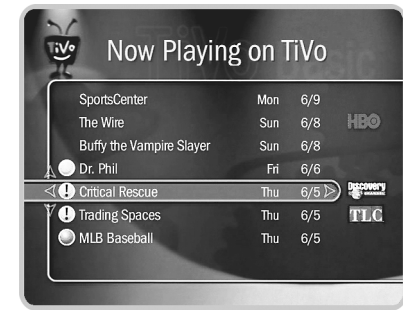 TiVo
Now Playing on TiVo
SportsCenter Mon 6/9
The Wire Sun 6/8 HBO
Buffy the Vampire Slayer Sun 6/8
Dr. Phil Fri 6/6
! Critical Rescue Thu 6/5 Discovery CHANNEL
! Trading Spaces Thu 6/5 TLC
MLB Baseball Thu 6/5